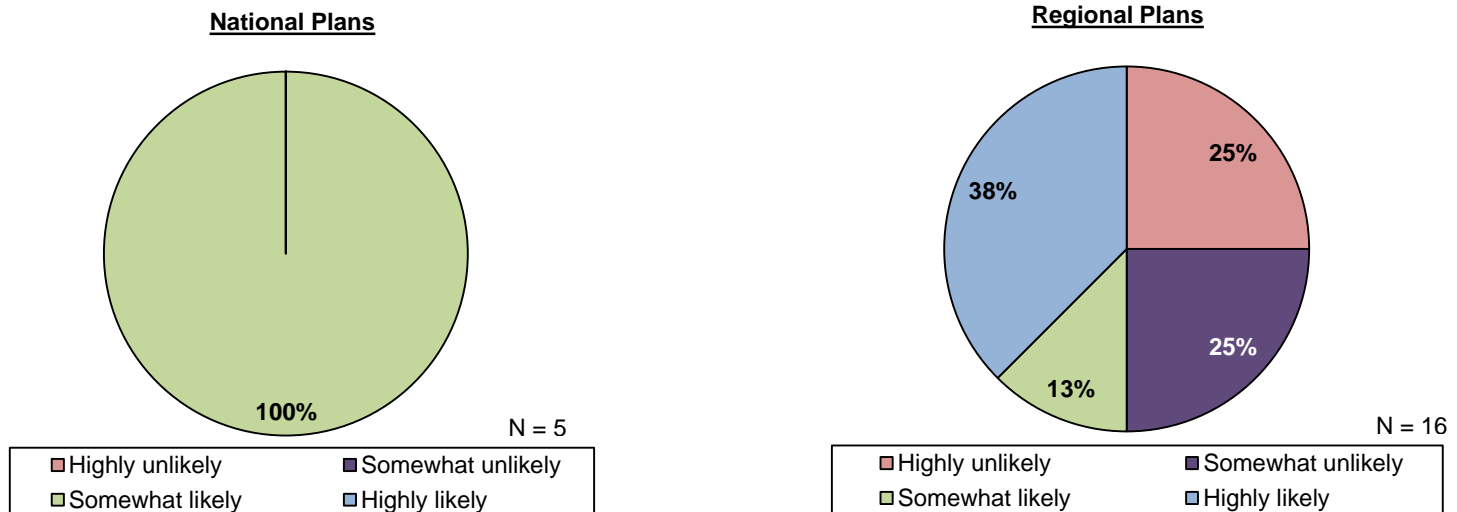 National Plans
100%
N = 5
Highly unlikely
Somewhat unlikely
Somewhat likely
Highly likely
Regional Plans
25%
38%
25%
13%
N = 16
Highly unlikely
Somewhat unlikely
Somewhat likely
Highly likely